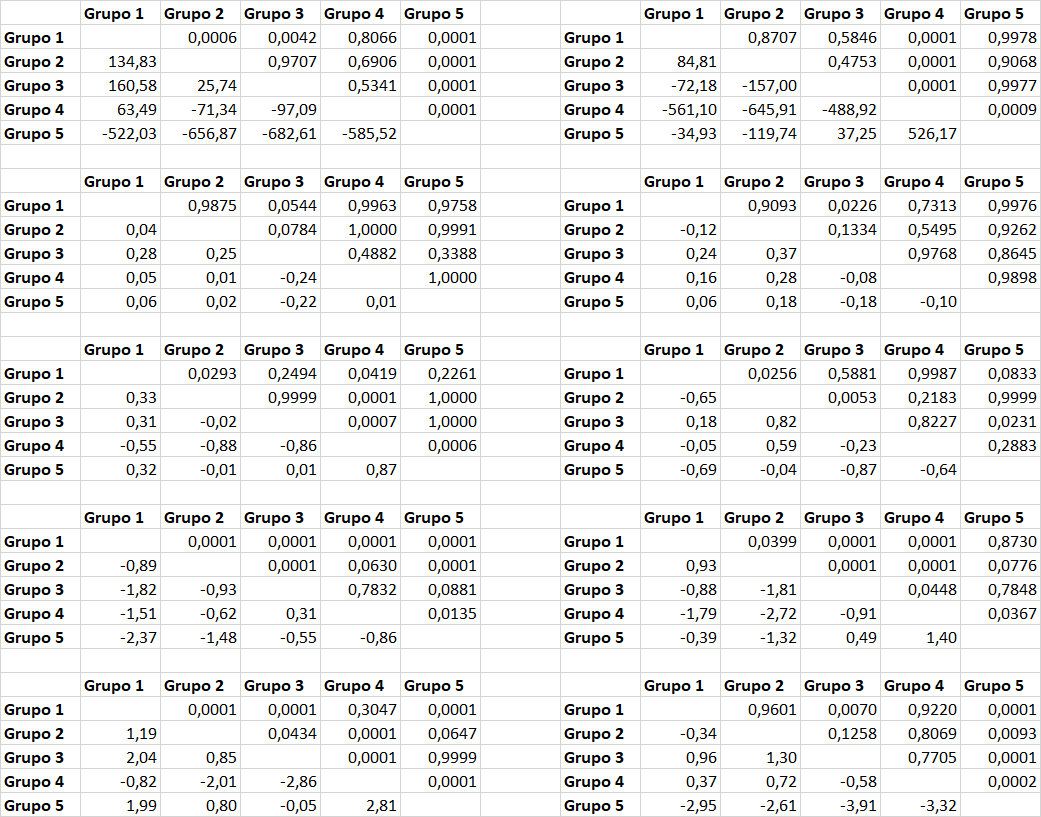 Grupo 1 Grupo 2 Grupo 3 Grupo 4 Grupo 5 Grupo 1 Grupo 2 Grupo 3 Grupo 4 Grupo 5
Grupo 1 0,0006 0,0042 0,8066 0,0001 Grupo 1 0,8707 0,5846 0,0001 0,9978
Grupo 2 134,83 0,9707 0,6906 0,0001 Grupo 2 84,81 0,4753 0,0001 0,9068
Grupo 3 160,58 25,74 0,5341 0,0001 Grupo 3 -72,18 -157,00 0,0001 0,9977
Grupo 4 63,49 -71,34 -97,09 0,0001 Grupo 4 -561,10 -645,91 -488,92 0,0009
Grupo 5 -522,03 -656,87 -682,61 -585,52 Grupo 5 -34,93 -119,74 37,25 526,17
Grupo 1 Grupo 2 Grupo 3 Grupo 4 Grupo 5 Grupo 1 Grupo 2 Grupo 3 Grupo 4 Grupo 5
Grupo 1 0,9875 0,0544 0,9963 0,9758 Grupo 1 0,9093 0,0226 0,7313 0,9976
Grupo 2 0,04 0,0784 1,0000 0,9991 Grupo 2 -0,12 0,1334 0,5495 0,9262
Grupo 3 0,28 0,25 0,4882 0,3388 Grupo 3 0,24 0,37 0,9768 0,8645
Grupo 4 0,05 0,01 -0,24 1,0000 Grupo 4 0,16 0,28 -0,08 0,9898
Grupo 5 0,06 0,02 -0,22 0,01 Grupo 5 0,06 0,18 -0,18 -0,10
Grupo 1 Grupo 2 Grupo 3 Grupo 4 Grupo 5 Grupo 1 Grupo 2 Grupo 3 Grupo 4 Grupo 5
Grupo 1 0,0293 0,2494 0,0419 0,2261 Grupo 1 0,0256 0,5881 0,9987 0,0833
Grupo 2 0,33 0,9999 0,0001 1,0000 Grupo 2 -0,65 0,0053 0,2183 0,9999
Grupo 3 0,31 -0,02 0,0007 1,0000 Grupo 3 0,18 0,82 0,8227 0,0231
Grupo 4 -0,55 -0,88 -0,86 0,0006 Grupo 4 -0,05 0,59 -0,23 0,2883
Grupo 5 0,32 -0,01 0,01 0,87 Grupo 5 -0,69 -0,04 -0,87 -0,64
Grupo 1 Grupo 2 Grupo 3 Grupo 4 Grupo 5 Grupo 1 Grupo 2 Grupo 3 Grupo 4 Grupo 5
Grupo 1 0,0001 0,0001 0,0001 0,0001 Grupo 1 0,0399 0,0001 0,0001 0,8730
Grupo 2 -0,89 0,0001 0,0630 0,0001 Grupo 2 0,93 0,0001 0,0001 0,0776
Grupo 3 -1,82 -0,93 0,7832 0,0881 Grupo 3 -0,88 -1,81 0,0448 0,7848
Grupo 4 -1,51 -0,62 0,31 0,0135 Grupo 4 -1,79 -2,72 -0,91 0,0367
Grupo 5 -2,37 -1,48 -0,55 -0,86 Grupo 5 -0,39 -1,32 0,49 1,40
Grupo 1 Grupo 2 Grupo 3 Grupo 4 Grupo 5 Grupo 1 Grupo 2 Grupo 3 Grupo 4 Grupo 5
Grupo 1 0,0001 0,0001 0,3047 0,0001 Grupo 1 0,9601 0,0070 0,9220 0,0001
Grupo 2 1,19 0,0434 0,0001 0,0647 Grupo 2 -0,34 0,1258 0,8069 0,0093
Grupo 3 2,04 0,85 0,0001 0,9999 Grupo 3 0,96 1,30 0,7705 0,0001
Grupo 4 -0,82 -2,01 -2,86 0,0001 Grupo 4 0,37 0,72 -0,58 0,0002
Grupo 5 1,99 0,80 -0,05 2,81 Grupo 5 -2,95 -2,61 -3,91 -3,32